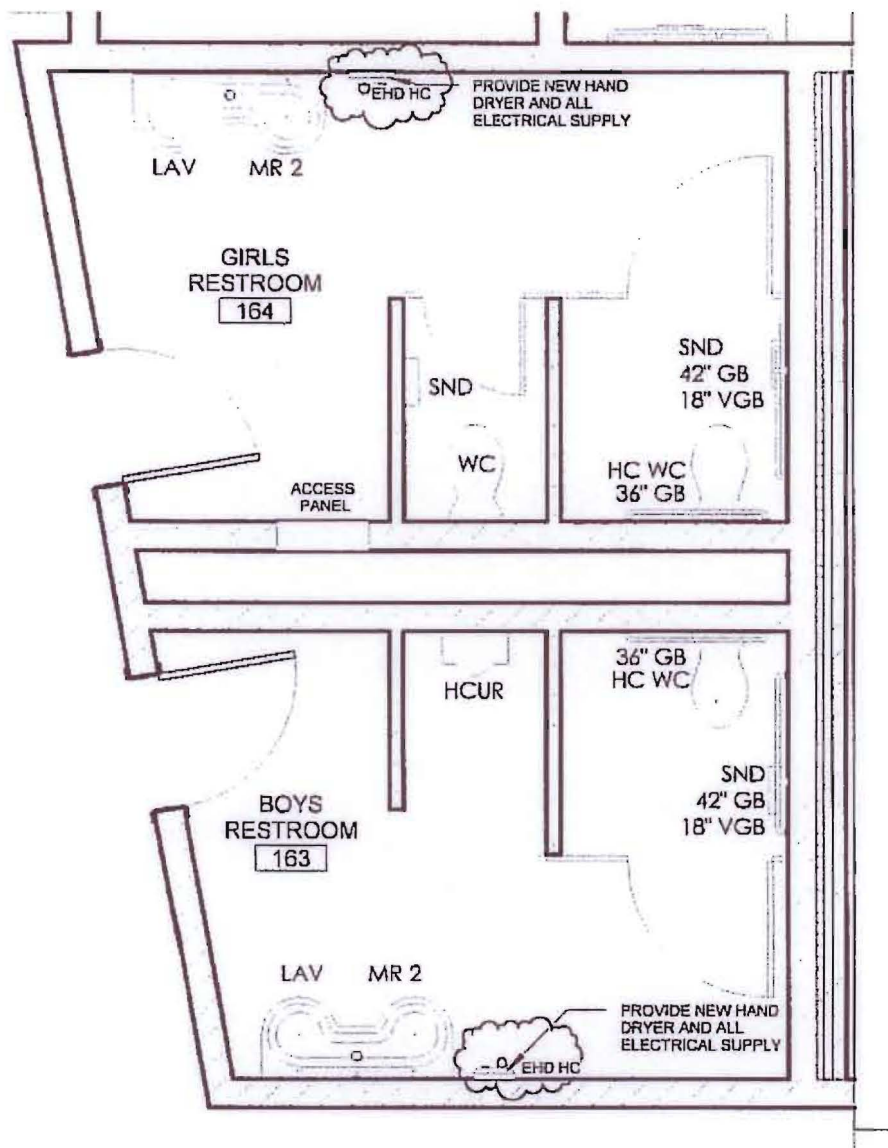 EHD HC
PROVIDE NEW HAND
DRYER AND ALL
ELECTRICAL SUPPLY
LAV
MR 2
GIRLS
RESTROOM
164
SND
42" GB
18" VGB
SND
WC
HC WC
36" GB
ACCESS
PANEL
36" GB
HC WC
HCUR
SND
42" GB
18" VGB
BOYS
RESTROOM
163
LAV
MR 2
PROVIDE NEW HAND
DRYER AND ALL
ELECTRICAL SUPPLY
EHD HC